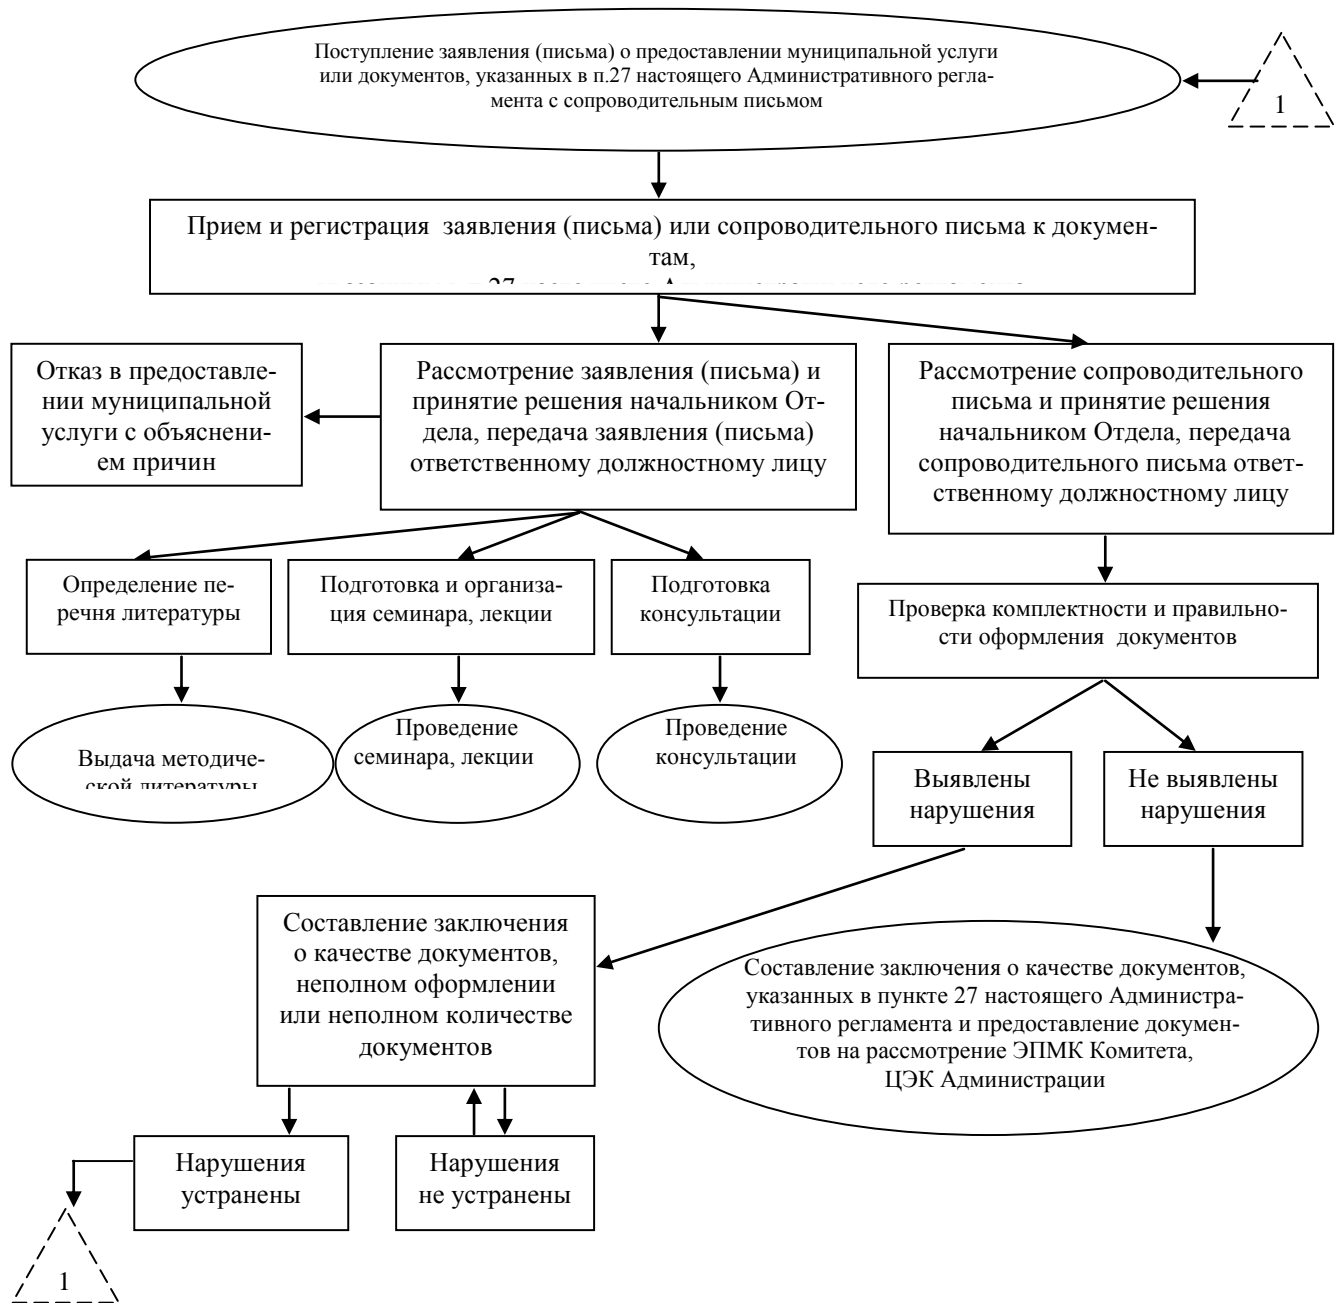 Поступление заявления (письма) о предоставлении муниципальной услуги
или документов, указанных в п.27 настоящего Административного регла-
мента с сопроводительным письмом
1
Прием и регистрация заявления (письма) или сопроводительного письма к докумен-
там,
Отказ в предоставле-
нии муниципальной
услуги с объяснени-
ем причин
Рассмотрение заявления (письма) и
принятие решения начальником От-
дела, передача заявления (письма)
ответственному должностному лицу
Рассмотрение сопроводительного
письма и принятие решения
начальником Отдела, передача
сопроводительного письма ответ-
ственному должностному лицу
Определение пе-
речня литературы
Подготовка и организа-
ция семинара, лекции
Подготовка
консультации
Проверка комплектности и правильно-
сти оформления документов
Выдача методиче-
ской литературы
Проведение
семинара, лекции
Проведение
консультации
Выявлены
нарушения
Не выявлены
нарушения
Составление заключения
о качестве документов,
неполном оформлении
или неполном количестве
документов
Составление заключения о качестве документов,
указанных в пункте 27 настоящего Администра-
тивного регламента и предоставление докумен-
тов на рассмотрение ЭПМК Комитета,
ЦЭК Администрации
Нарушения
устранены
Нарушения
не устранены
1